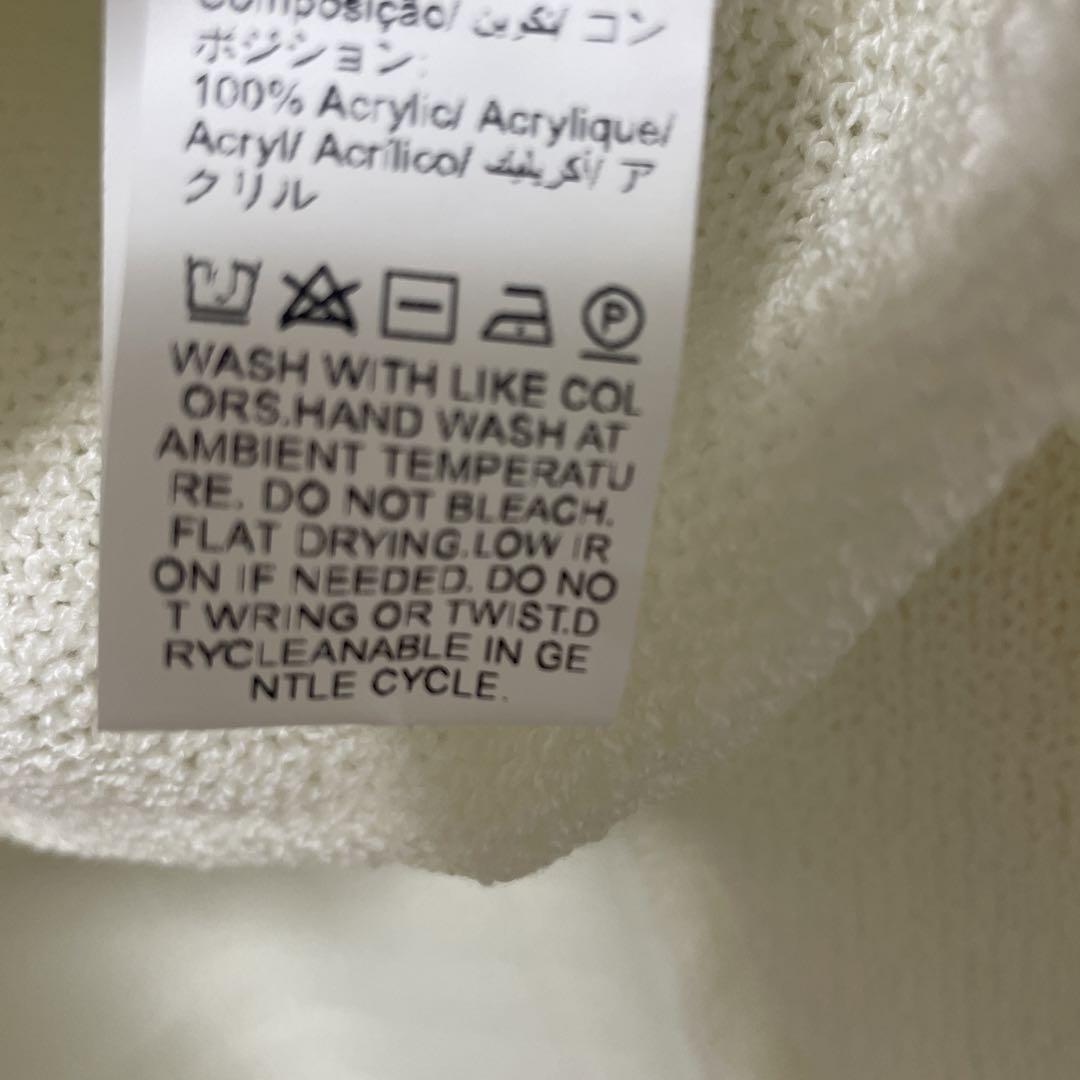 Composição/ تكوين/ コン
ポジション:
100% Acrylic/ Acrylique/
Acryl/ Acrílico/ أكريليك/ ア
クリル
P
WASH WITH LIKE COL
ORS.HAND WASH AT
AMBIENT TEMPERATU
RE. DO NOT BLEACH.
FLAT DRYING.LOW IR
ON IF NEEDED. DO NO
T WRING OR TWIST.D
RYCLEANABLE IN GE
NTLE CYCLE.